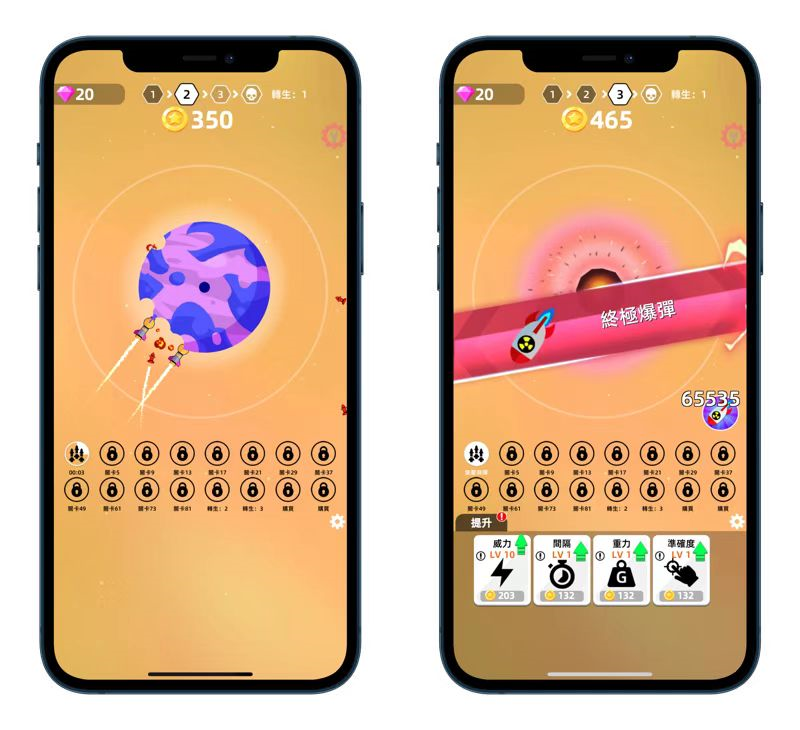 20
1 2 3 轉生: 1
350
00:03 關卡5 關卡9 關卡13 關卡17 關卡21 關卡29 關卡37
關卡49 關卡61 關卡73 關卡81 轉生: 2 轉生: 3 購買 購買
20
1 2 3 轉生: 1
465
終極爆彈
65535
關卡5 關卡9 關卡13 關卡17 關卡21 關卡29 關卡37
關卡49 關卡61 關卡73 關卡81 轉生: 2 轉生: 3 購買 購買
提升
威力 間隔 重力 準確度
LV 10 LV 1 LV 1 LV 1
G
203 132 132 132